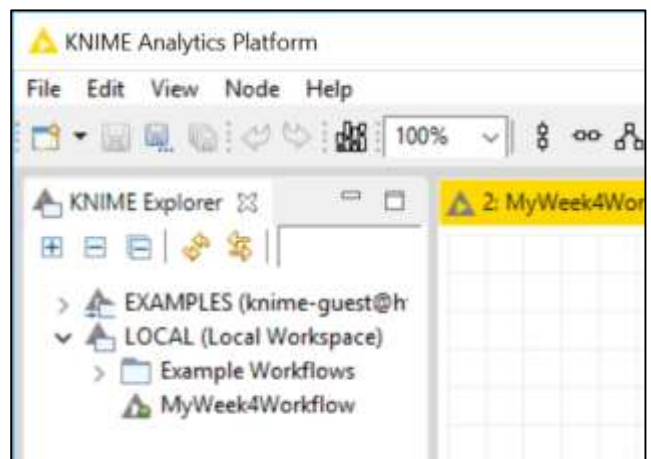 KNIME Analytics Platform
File Edit View Node Help
100%
KNIME Explorer
2: MyWeek4Wor
EXAMPLES (knime-guest@h
LOCAL (Local Workspace)
Example Workflows
MyWeek4Workflow